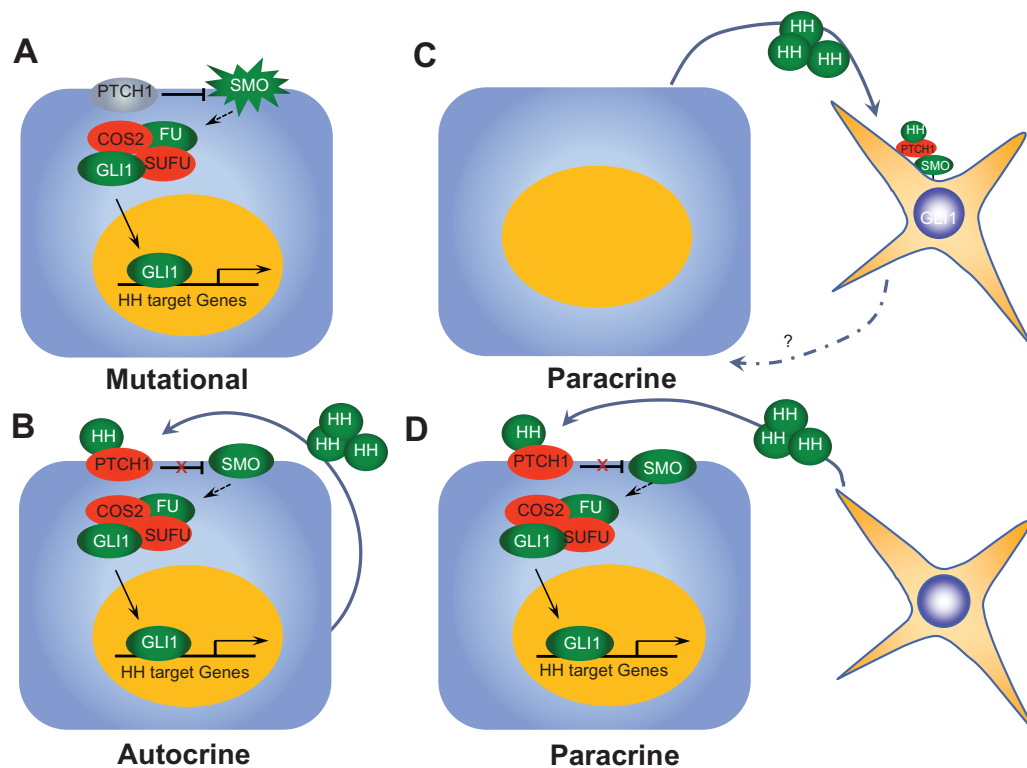 A
PTCH1
SMO
COS2
FU
GLI1
SUFU
GLI1
HH target Genes
Mutational
C
HH
HH
HH
HH
PTCH1
SMO
GLI1
?
Paracrine
B
HH
PTCH1
X
SMO
HH
HH
HH
COS2
FU
GLI1
SUFU
GLI1
HH target Genes
Autocrine
D
HH
PTCH1
X
SMO
HH
HH
HH
COS2
FU
GLI1
SUFU
GLI1
HH target Genes
Paracrine